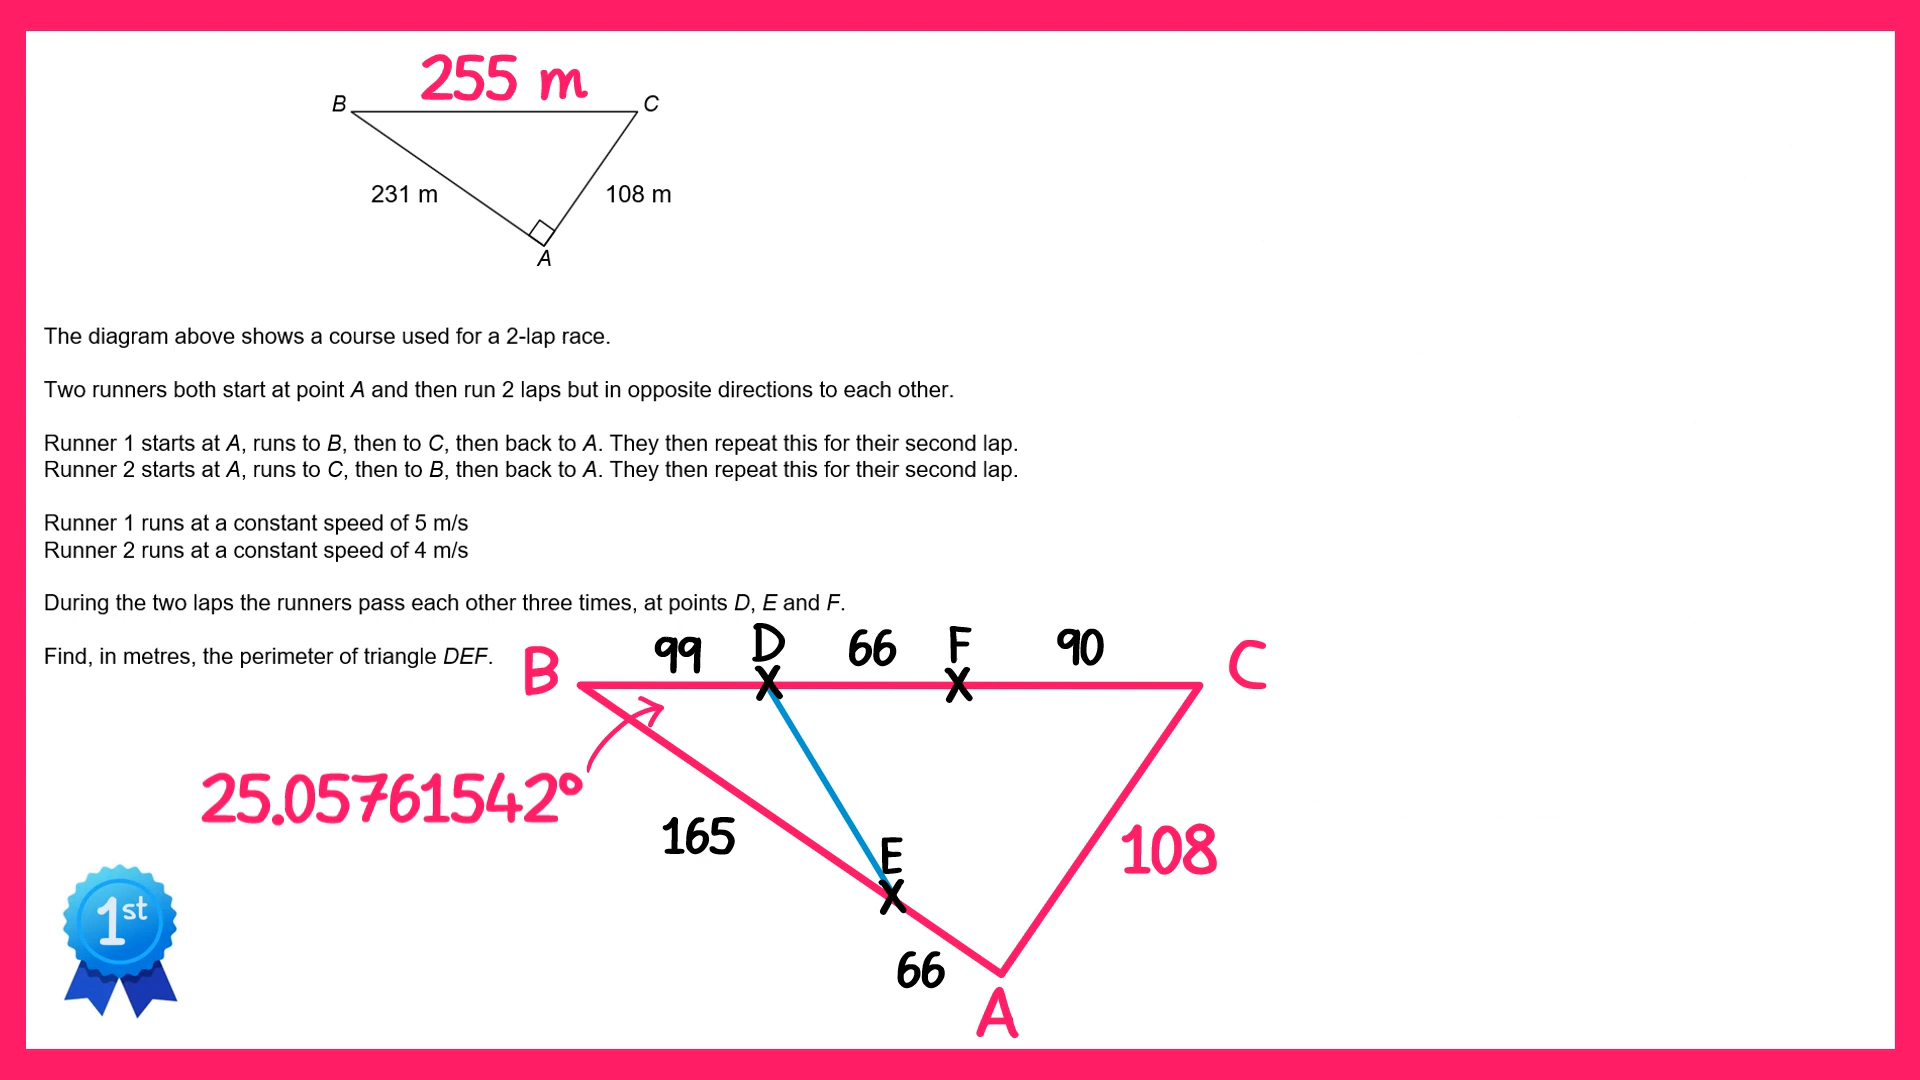 255 m
B
C
231 m
108 m
A
The diagram above shows a course used for a 2-lap race.
Two runners both start at point A and then run 2 laps but in opposite directions to each other.
Runner 1 starts at A, runs to B, then to C, then back to A. They then repeat this for their second lap.
Runner 2 starts at A, runs to C, then to B, then back to A. They then repeat this for their second lap.
Runner 1 runs at a constant speed of 5 m/s
Runner 2 runs at a constant speed of 4 m/s
During the two laps the runners pass each other three times, at points D, E and F.
Find, in metres, the perimeter of triangle DEF.
B
99
D
66
F
90
C
25.05761542°
165
E
108
66
A
1st